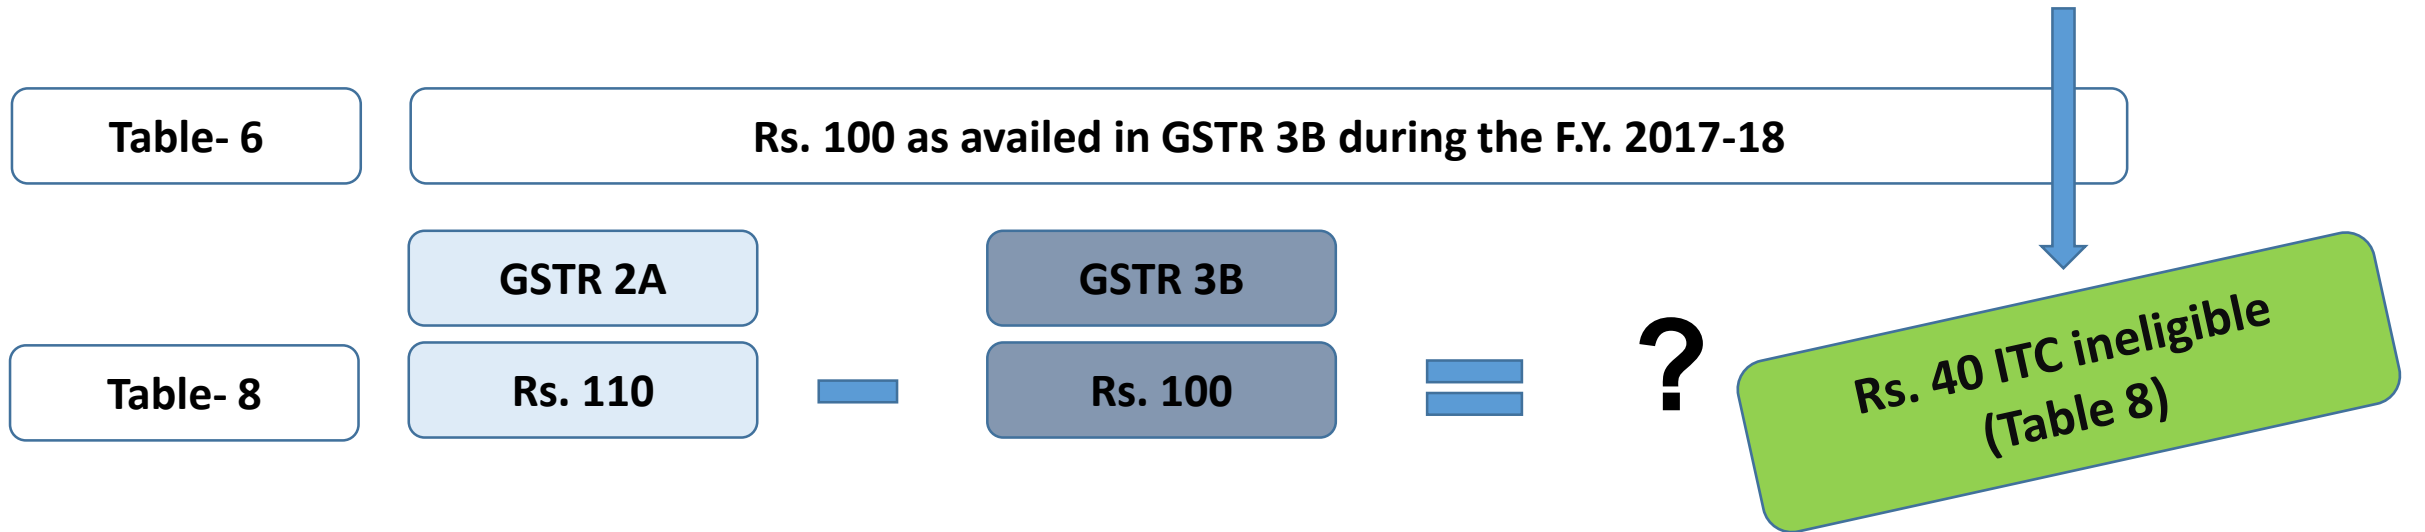 Table- 6
Rs. 100 as availed in GSTR 3B during the F.Y. 2017-18
GSTR 2A
GSTR 3B
Table- 8
Rs. 110
Rs. 100
?
Rs. 40 ITC ineligible
(Table 8)